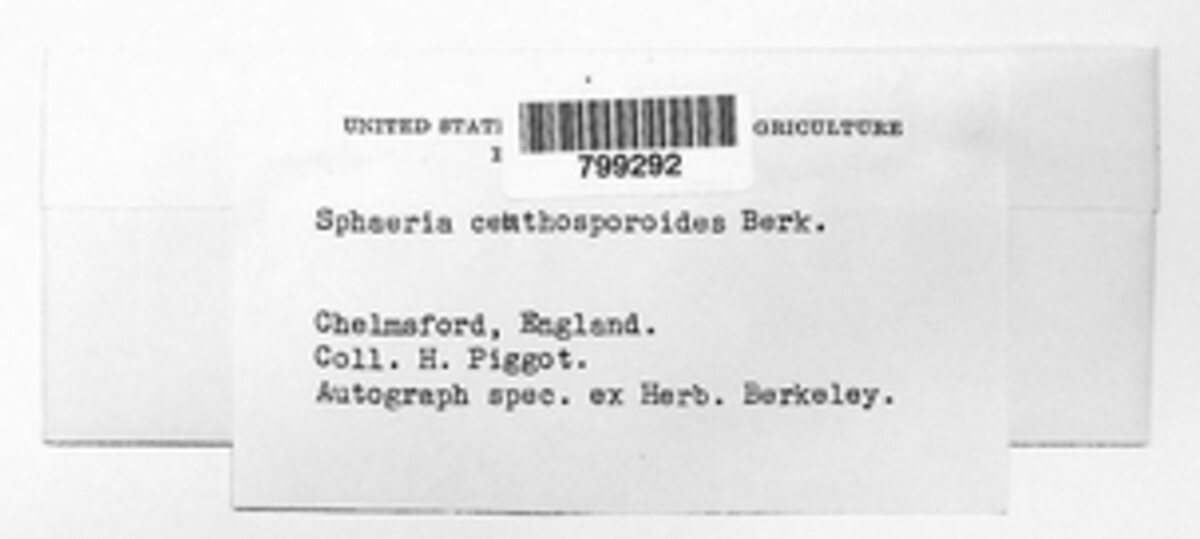 UNITED STAT GRICULTURE
799292
Sphaeria ceuthosporoides Berk.
Chelmsford, England.
Coll. H. Piggot.
Autograph spec. ex Herb. Berkeley.